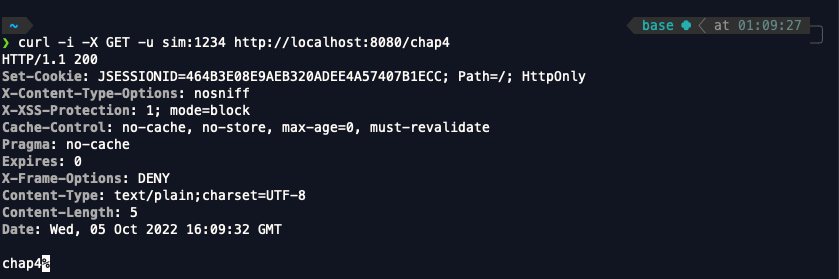 ~ base at 01:09:27
❯ curl -i -X GET -u sim:1234 http://localhost:8080/chap4
HTTP/1.1 200
Set-Cookie: JSESSIONID=464B3E08E9AEB320ADEE4A57407B1ECC; Path=/; HttpOnly
X-Content-Type-Options: nosniff
X-XSS-Protection: 1; mode=block
Cache-Control: no-cache, no-store, max-age=0, must-revalidate
Pragma: no-cache
Expires: 0
X-Frame-Options: DENY
Content-Type: text/plain;charset=UTF-8
Content-Length: 5
Date: Wed, 05 Oct 2022 16:09:32 GMT

chap4%